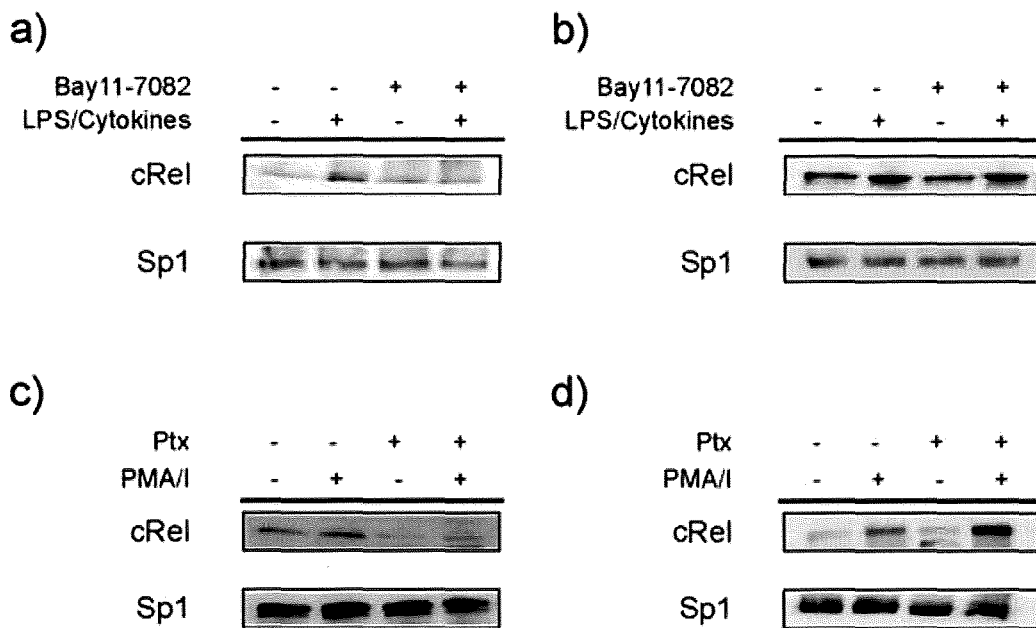 a)
Bay11-7082 - - + +
LPS/Cytokines - + - +
cRel
Sp1
b)
Bay11-7082 - - + +
LPS/Cytokines - + - +
cRel
Sp1
c)
Ptx - - + +
PMA/I - + - +
cRel
Sp1
d)
Ptx - - + +
PMA/I - + - +
cRel
Sp1